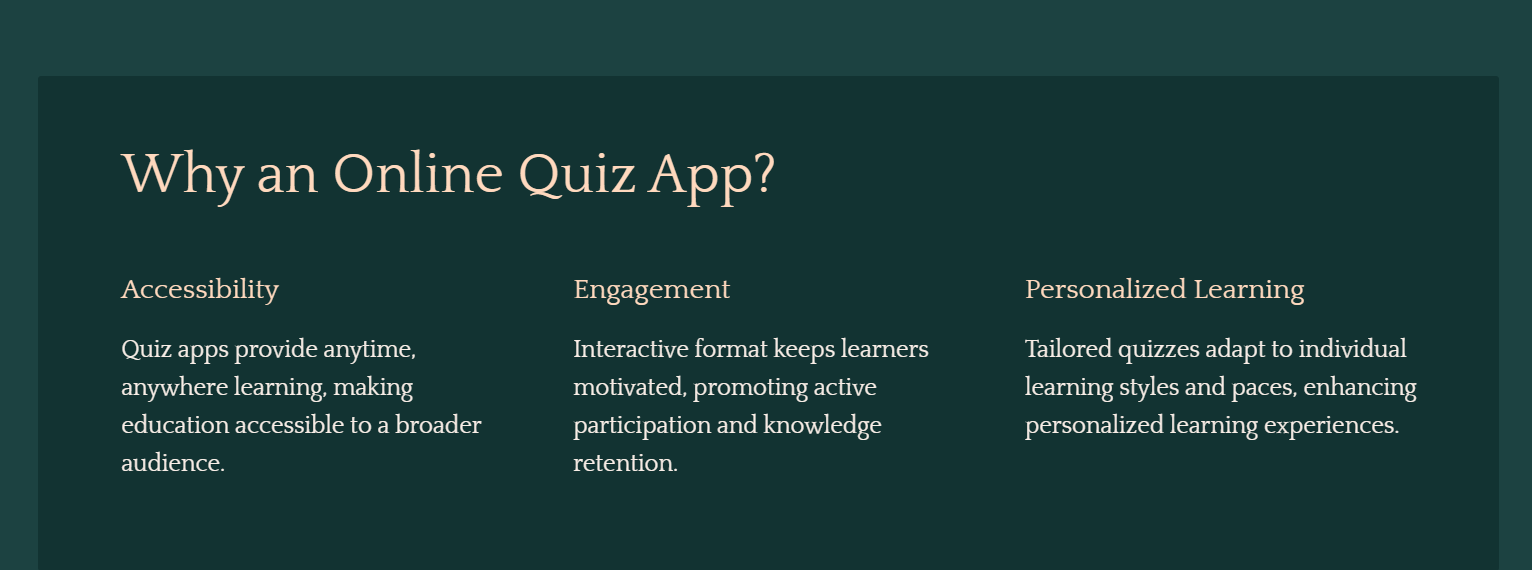 Why an Online Quiz App?
Accessibility
Quiz apps provide anytime,
anywhere learning, making
education accessible to a broader
audience.
Engagement
Interactive format keeps learners
motivated, promoting active
participation and knowledge
retention.
Personalized Learning
Tailored quizzes adapt to individual
learning styles and paces, enhancing
personalized learning experiences.